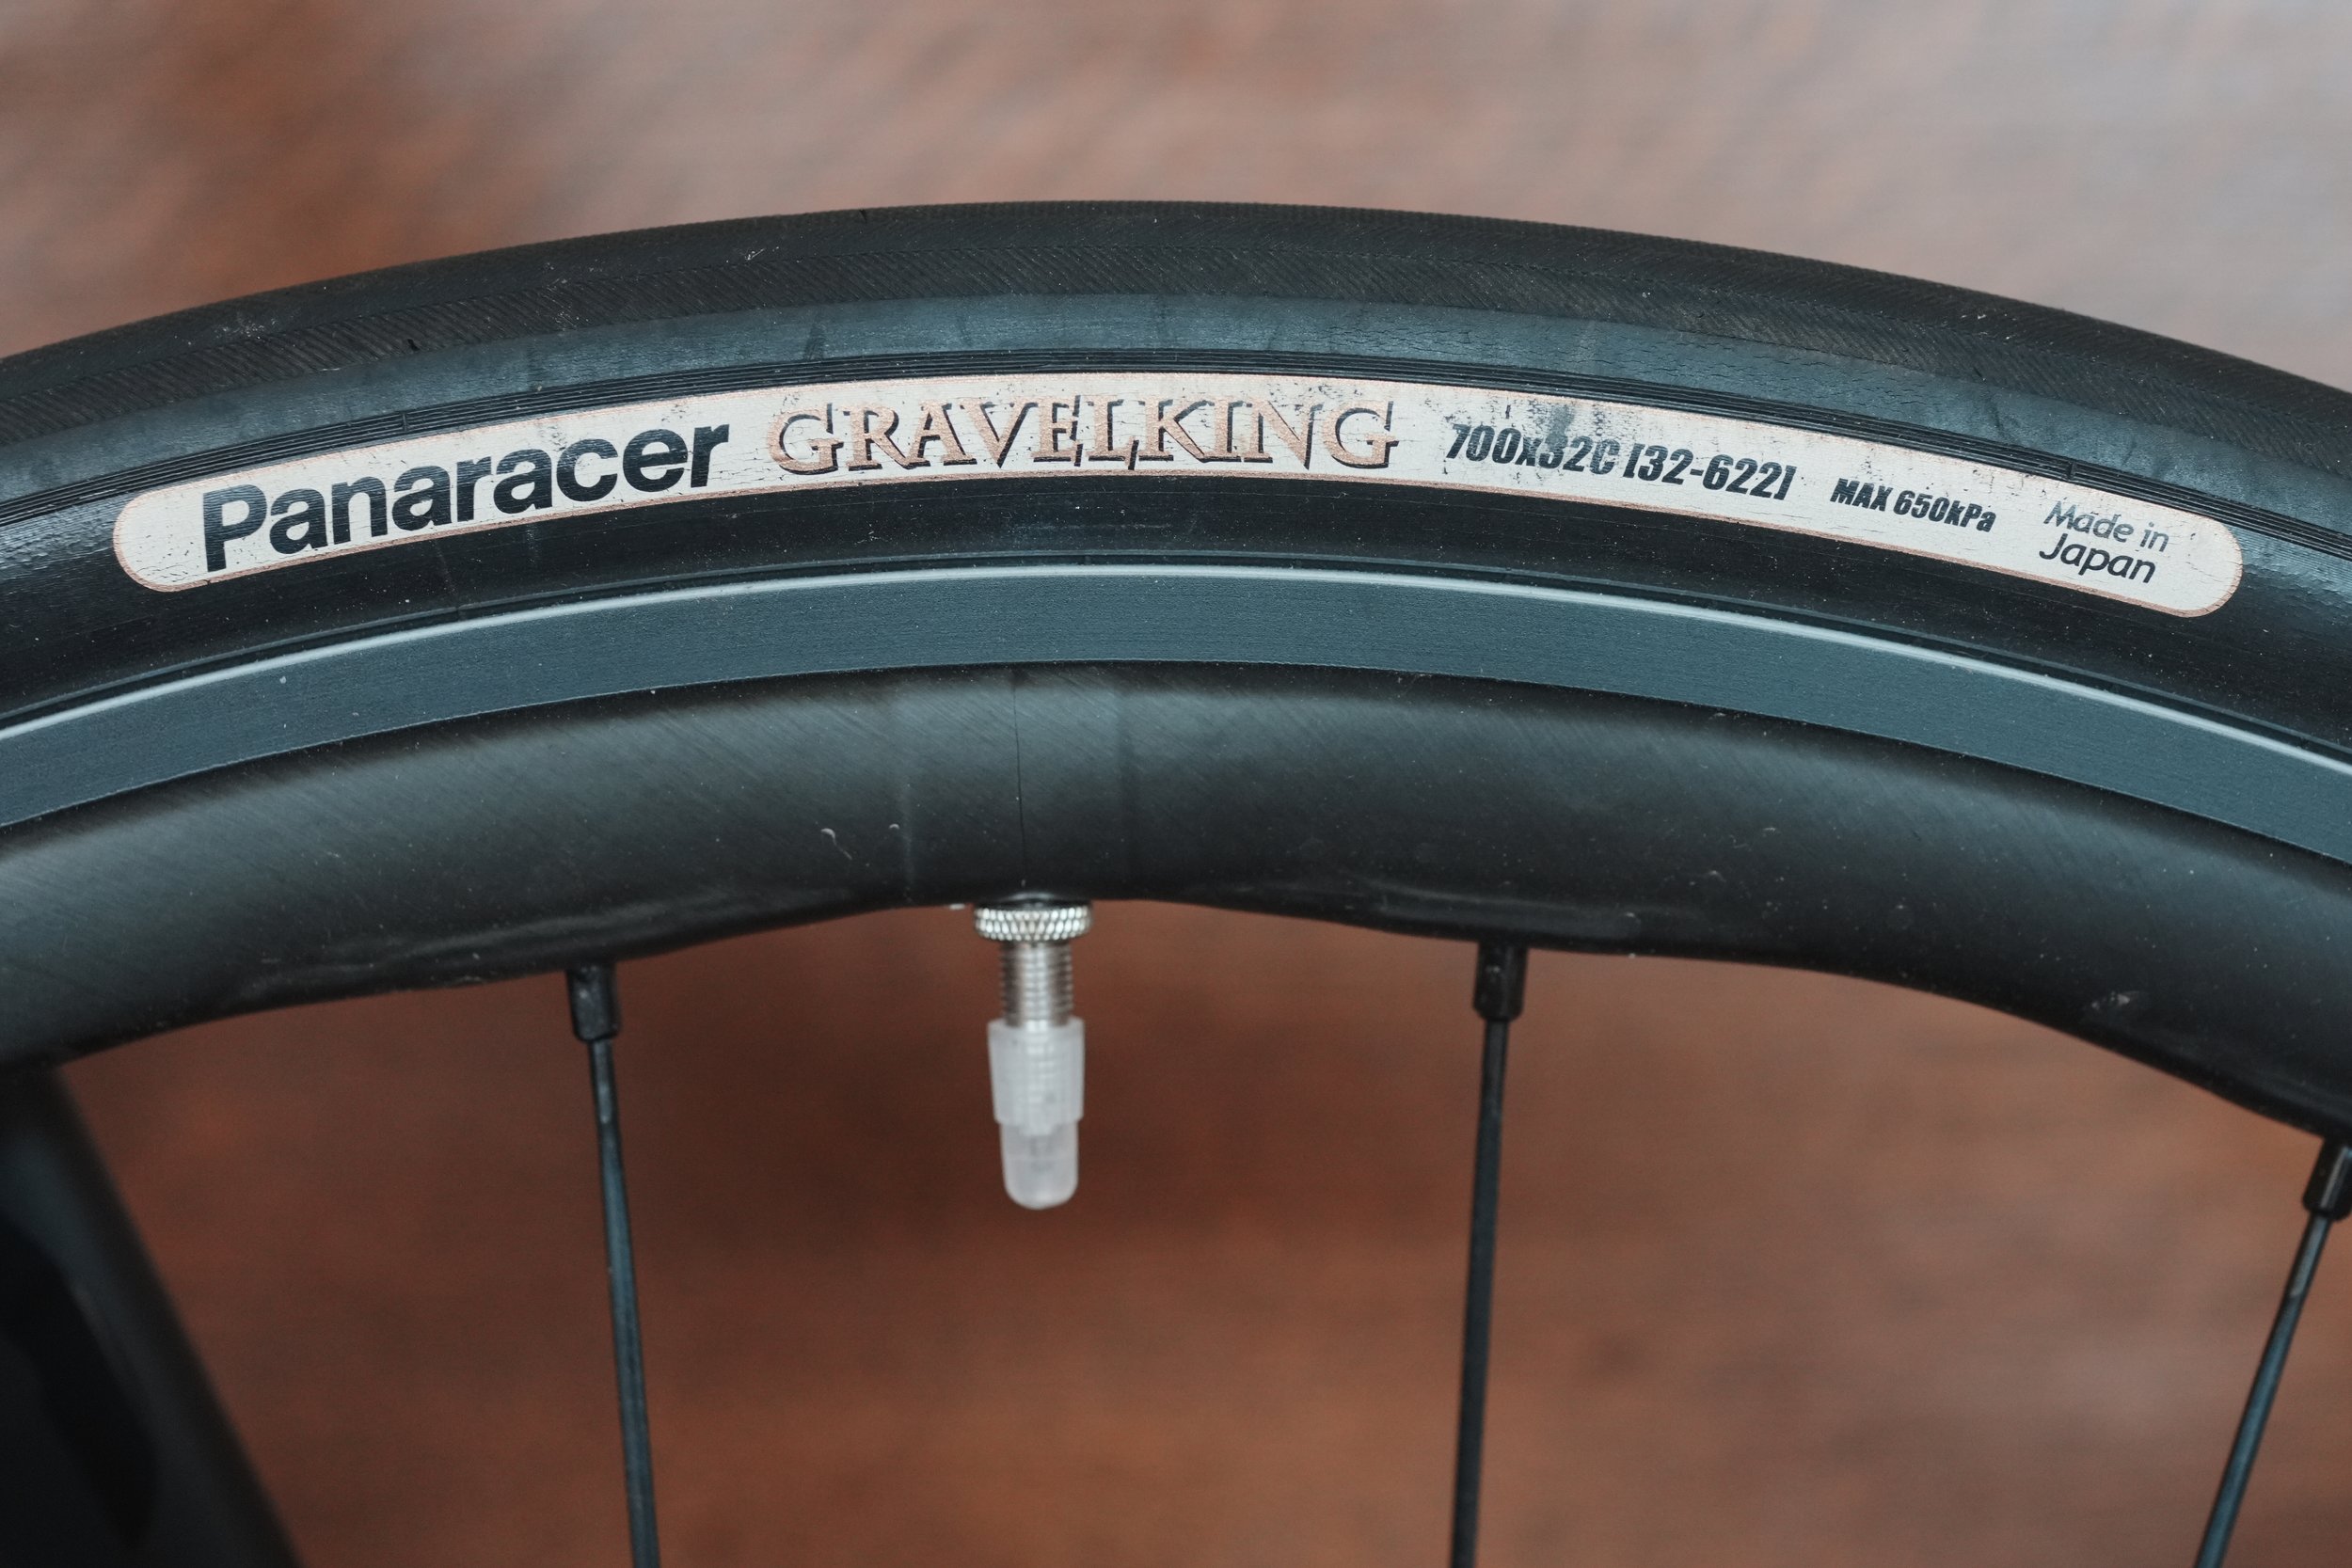 Panaracer GRAVELKING 700x32C [32-622] MAX 650kPa Made in
Japan